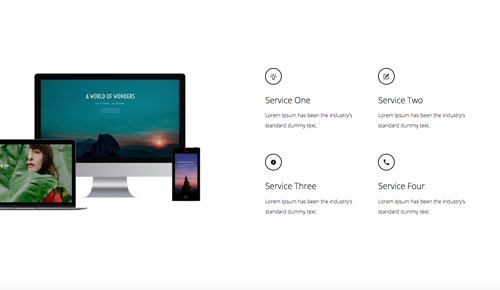 A WORLD OF WONDERS
Service One
Lorem Ipsum has been the industry's
standard dummy text.
Service Two
Lorem Ipsum has been the industry's
standard dummy text.
Service Three
Lorem Ipsum has been the industry's
standard dummy text.
Service Four
Lorem Ipsum has been the industry's
standard dummy text.